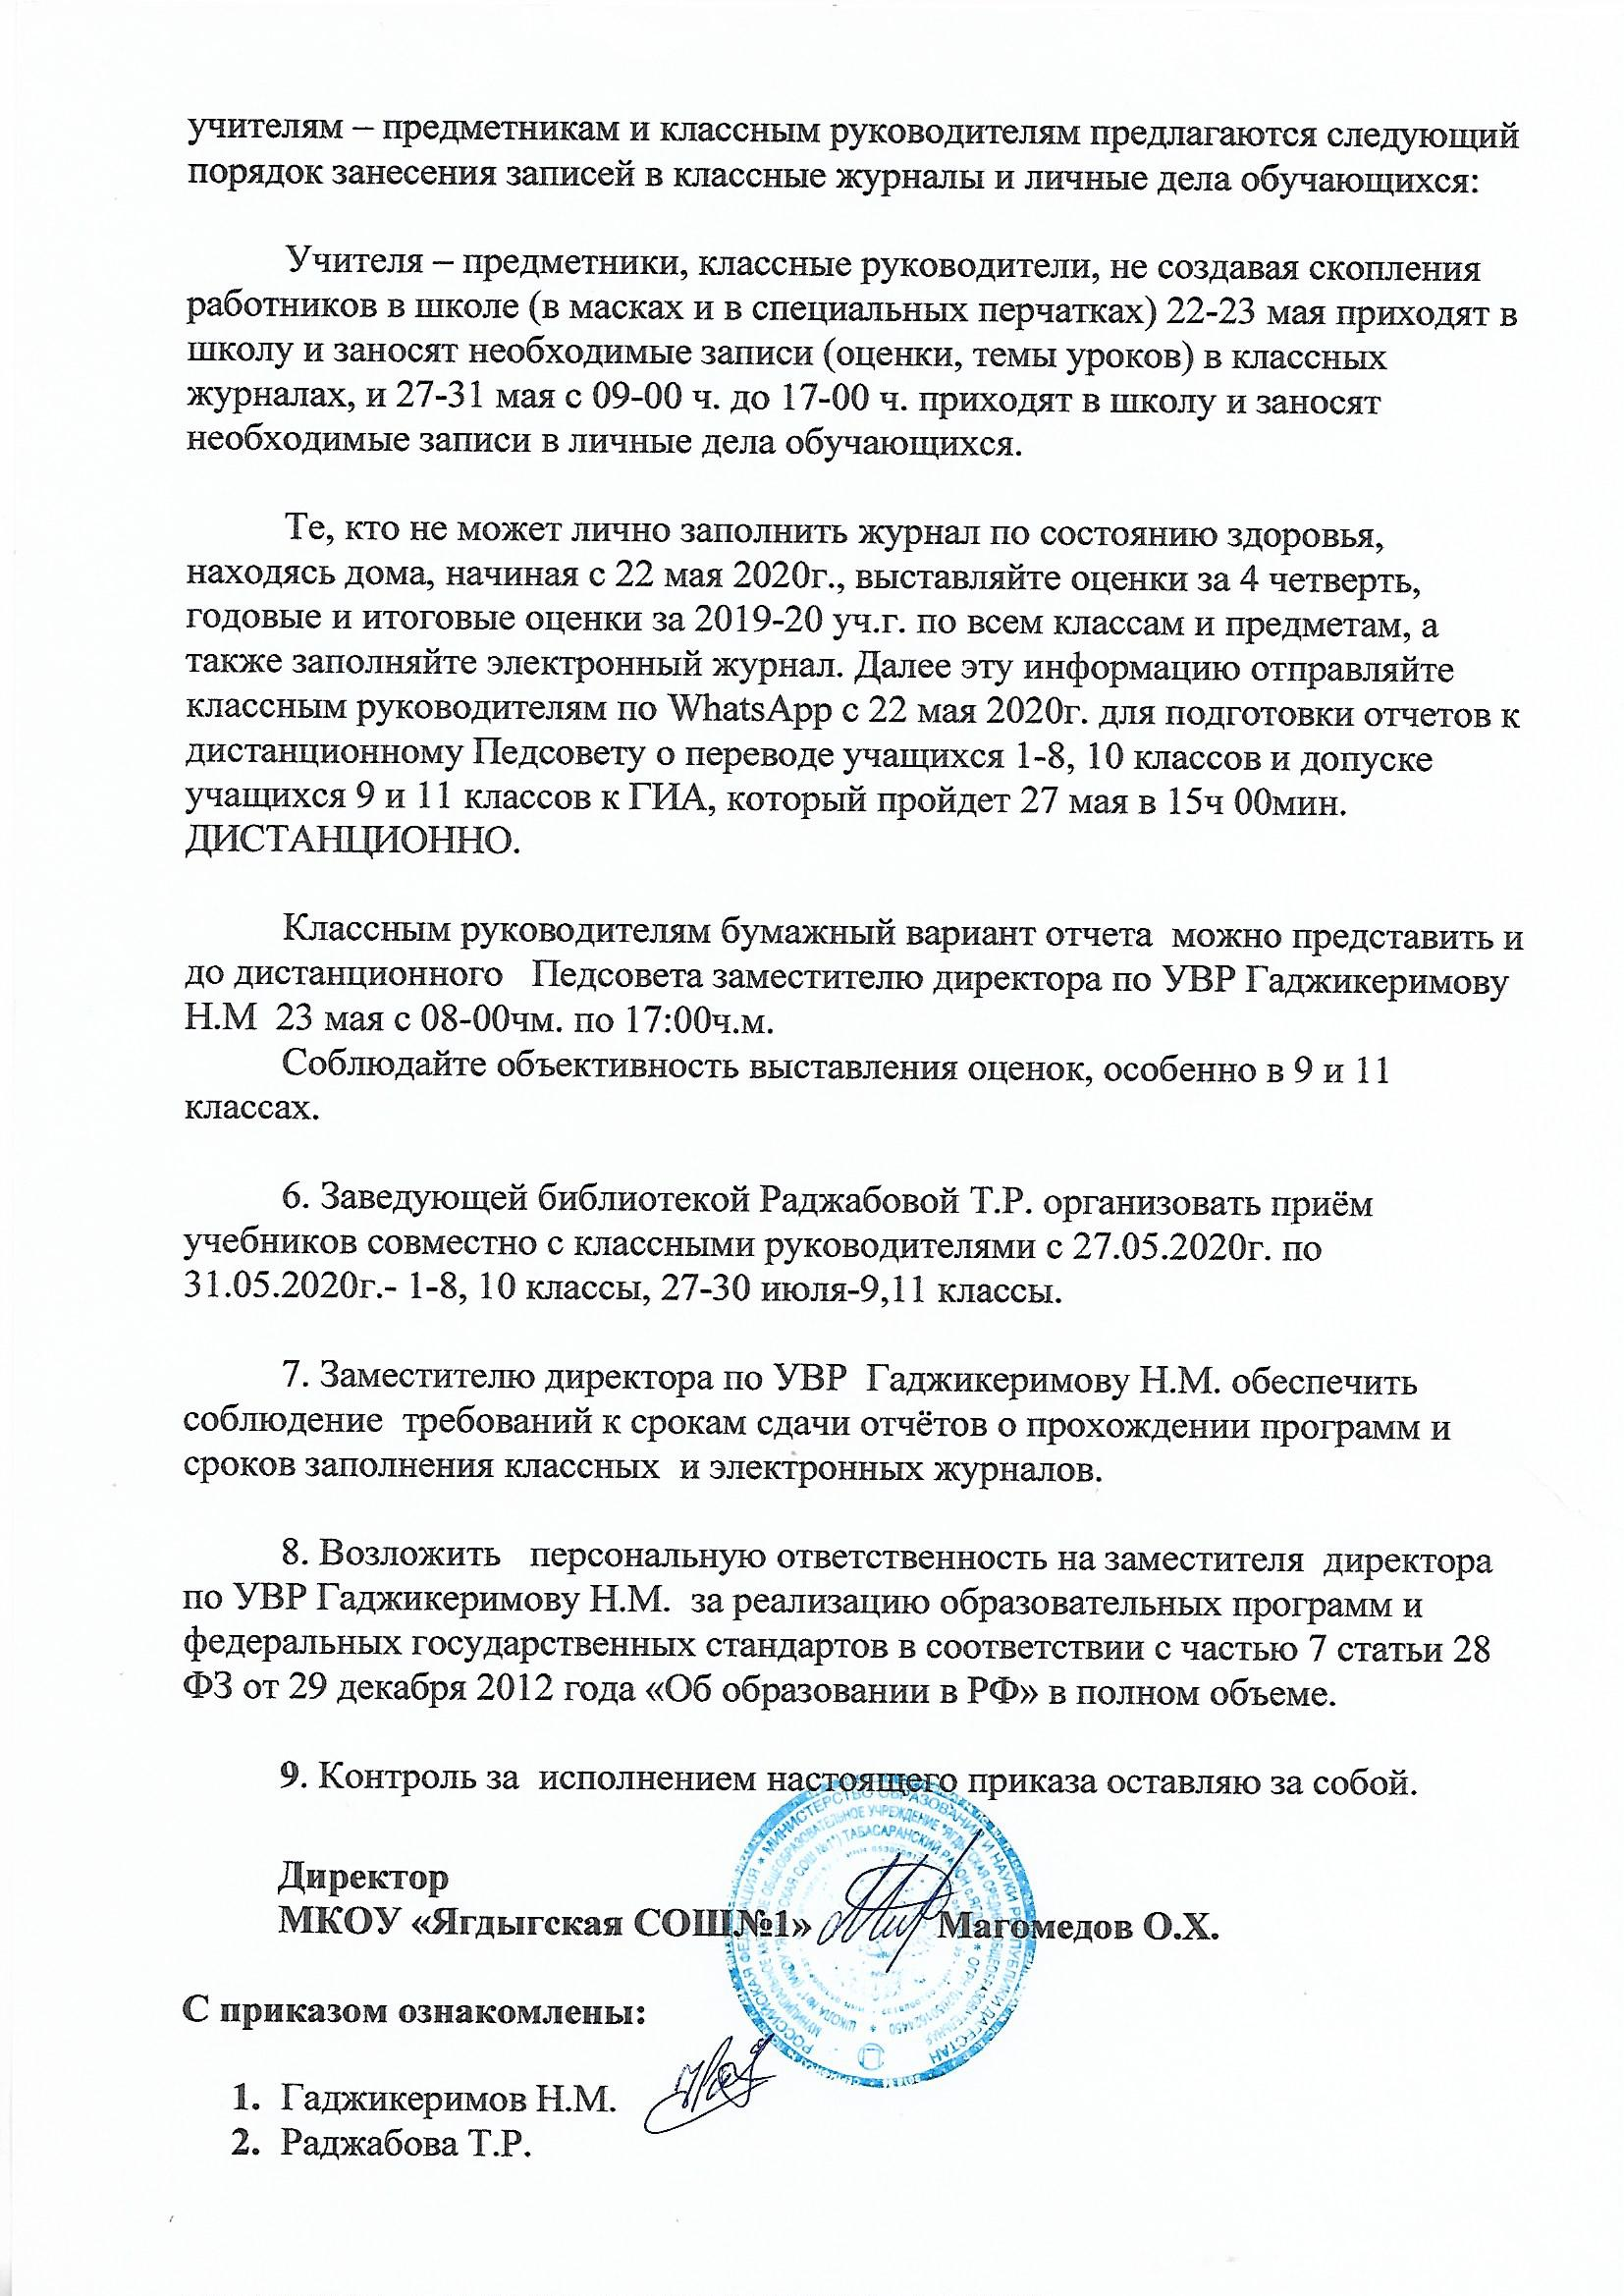 учителям – предметникам и классным руководителям предлагаются следующий
порядок занесения записей в классные журналы и личные дела обучающихся:
Учителя – предметники, классные руководители, не создавая скопления
работников в школе (в масках и в специальных перчатках) 22-23 мая приходят в
школу и заносят необходимые записи (оценки, темы уроков) в классных
журналах, и 27-31 мая с 09-00 ч. до 17-00 ч. приходят в школу и заносят
необходимые записи в личные дела обучающихся.
Те, кто не может лично заполнить журнал по состоянию здоровья,
находясь дома, начиная с 22 мая 2020г., выставляйте оценки за 4 четверть,
годовые и итоговые оценки за 2019-20 уч.г. по всем классам и предметам, а
также заполняйте электронный журнал. Далее эту информацию отправляйте
классным руководителям по WhatsApp с 22 мая 2020г. для подготовки отчетов к
дистанционному Педсовету о переводе учащихся 1-8, 10 классов и допуске
учащихся 9 и 11 классов к ГИА, который пройдет 27 мая в 15ч 00мин.
ДИСТАНЦИОННО.
Классным руководителям бумажный вариант отчета можно представить и
до дистанционного Педсовета заместителю директора по УВР Гаджикеримову
Н.М 23 мая с 08-00чм. по 17:00ч.м.
Соблюдайте объективность выставления оценок, особенно в 9 и 11
классах.
6. Заведующей библиотекой Раджабовой Т.Р. организовать приём
учебников совместно с классными руководителями с 27.05.2020г. по
31.05.2020г.- 1-8, 10 классы, 27-30 июля-9,11 классы.
7. Заместителю директора по УВР Гаджикеримову Н.М. обеспечить
соблюдение требований к срокам сдачи отчётов о прохождении программ и
сроков заполнения классных и электронных журналов.
8. Возложить персональную ответственность на заместителя директора
по УВР Гаджикеримову Н.М. за реализацию образовательных программ и
федеральных государственных стандартов в соответствии с частью 7 статьи 28
ФЗ от 29 декабря 2012 года «Об образовании в РФ» в полном объеме.
9. Контроль за исполнением настоящего приказа оставляю за собой.
РОССИЙСКАЯ ФЕДЕРАЦИЯ * МИНИСТЕРСТВО ОБРАЗОВАНИЯ И НАУКИ РЕСПУБЛИКИ ДАГЕСТАН
Директор
МКОУ «Ягдыгская СОШ№1» Магомедов О.Х.
С приказом ознакомлены:
1. Гаджикеримов Н.М.
2. Раджабова Т.Р.